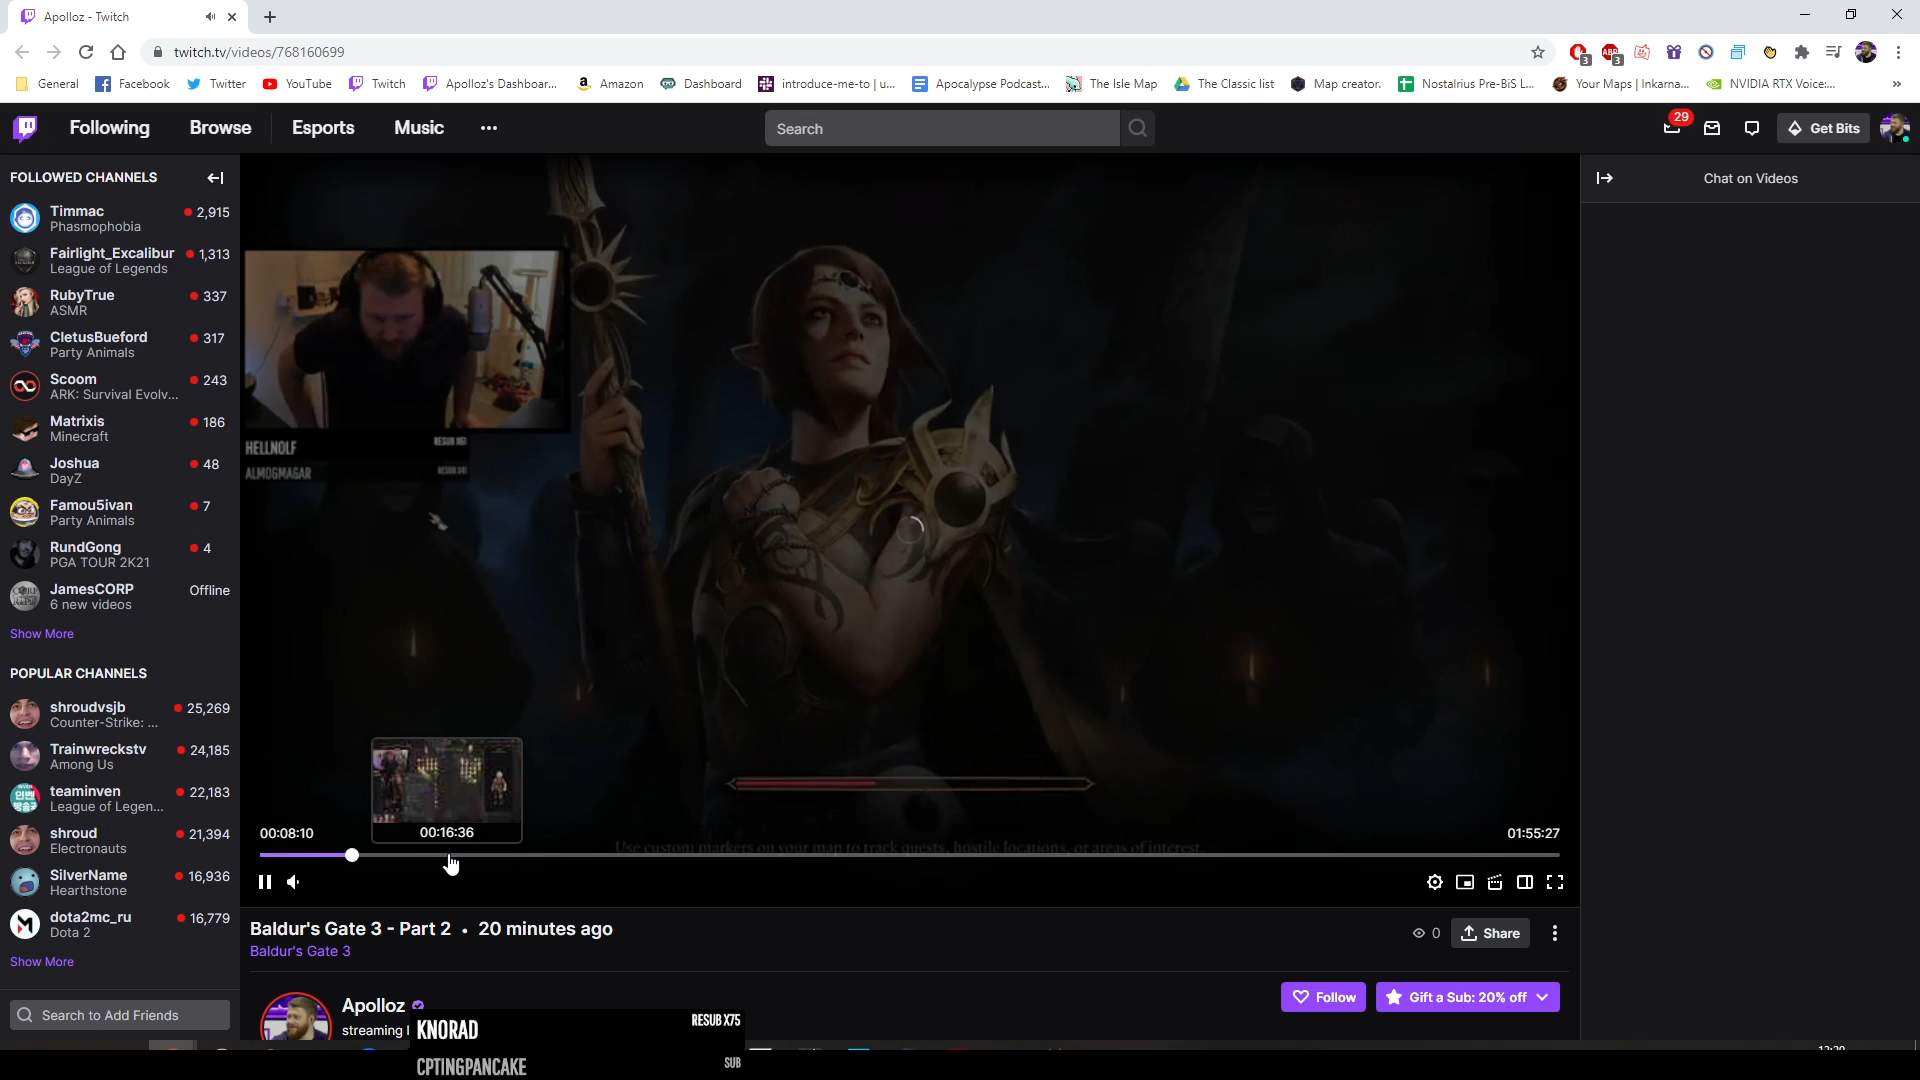 Apolloz - Twitch
twitch.tv/videos/768160699
3
3
General
Facebook
Twitter
YouTube
Twitch
Apolloz's Dashboar...
Amazon
Dashboard
introduce-me-to | u...
Apocalypse Podcast...
The Isle Map
The Classic list
Map creator.
Nostalrius Pre-BiS L...
Your Maps | Inkarna...
NVIDIA RTX Voice:...
Following
Browse
Esports
Music
Search
29
Get Bits
FOLLOWED CHANNELS
Timmac
2,915
Phasmophobia
Fairlight_Excalibur
1,313
League of Legends
RubyTrue
337
ASMR
CletusBueford
317
Party Animals
Scoom
243
ARK: Survival Evolv...
Matrixis
186
Minecraft
Joshua
48
DayZ
Famou5ivan
7
Party Animals
RundGong
4
PGA TOUR 2K21
JamesCORP
Offline
6 new videos
Show More
POPULAR CHANNELS
shroudvsjb
25,269
Counter-Strike: ...
Trainwreckstv
24,185
Among Us
teaminven
22,183
League of Legen...
shroud
21,394
Electronauts
SilverName
16,936
Hearthstone
dota2mc_ru
16,779
Dota 2
Show More
Search to Add Friends
HELLNOLF
RESUB X61
ALMOGMAGAR
RESUB X41
00:16:36
00:08:10
01:55:27
Use custom markers on your map to track quests, hostile locations, or areas of interest.
Baldur's Gate 3 - Part 2 • 20 minutes ago
Baldur's Gate 3
0
Share
Apolloz
streaming
Follow
Gift a Sub: 20% off
KNORAD
RESUB X75
CPTINGPANCAKE
SUB
Chat on Videos